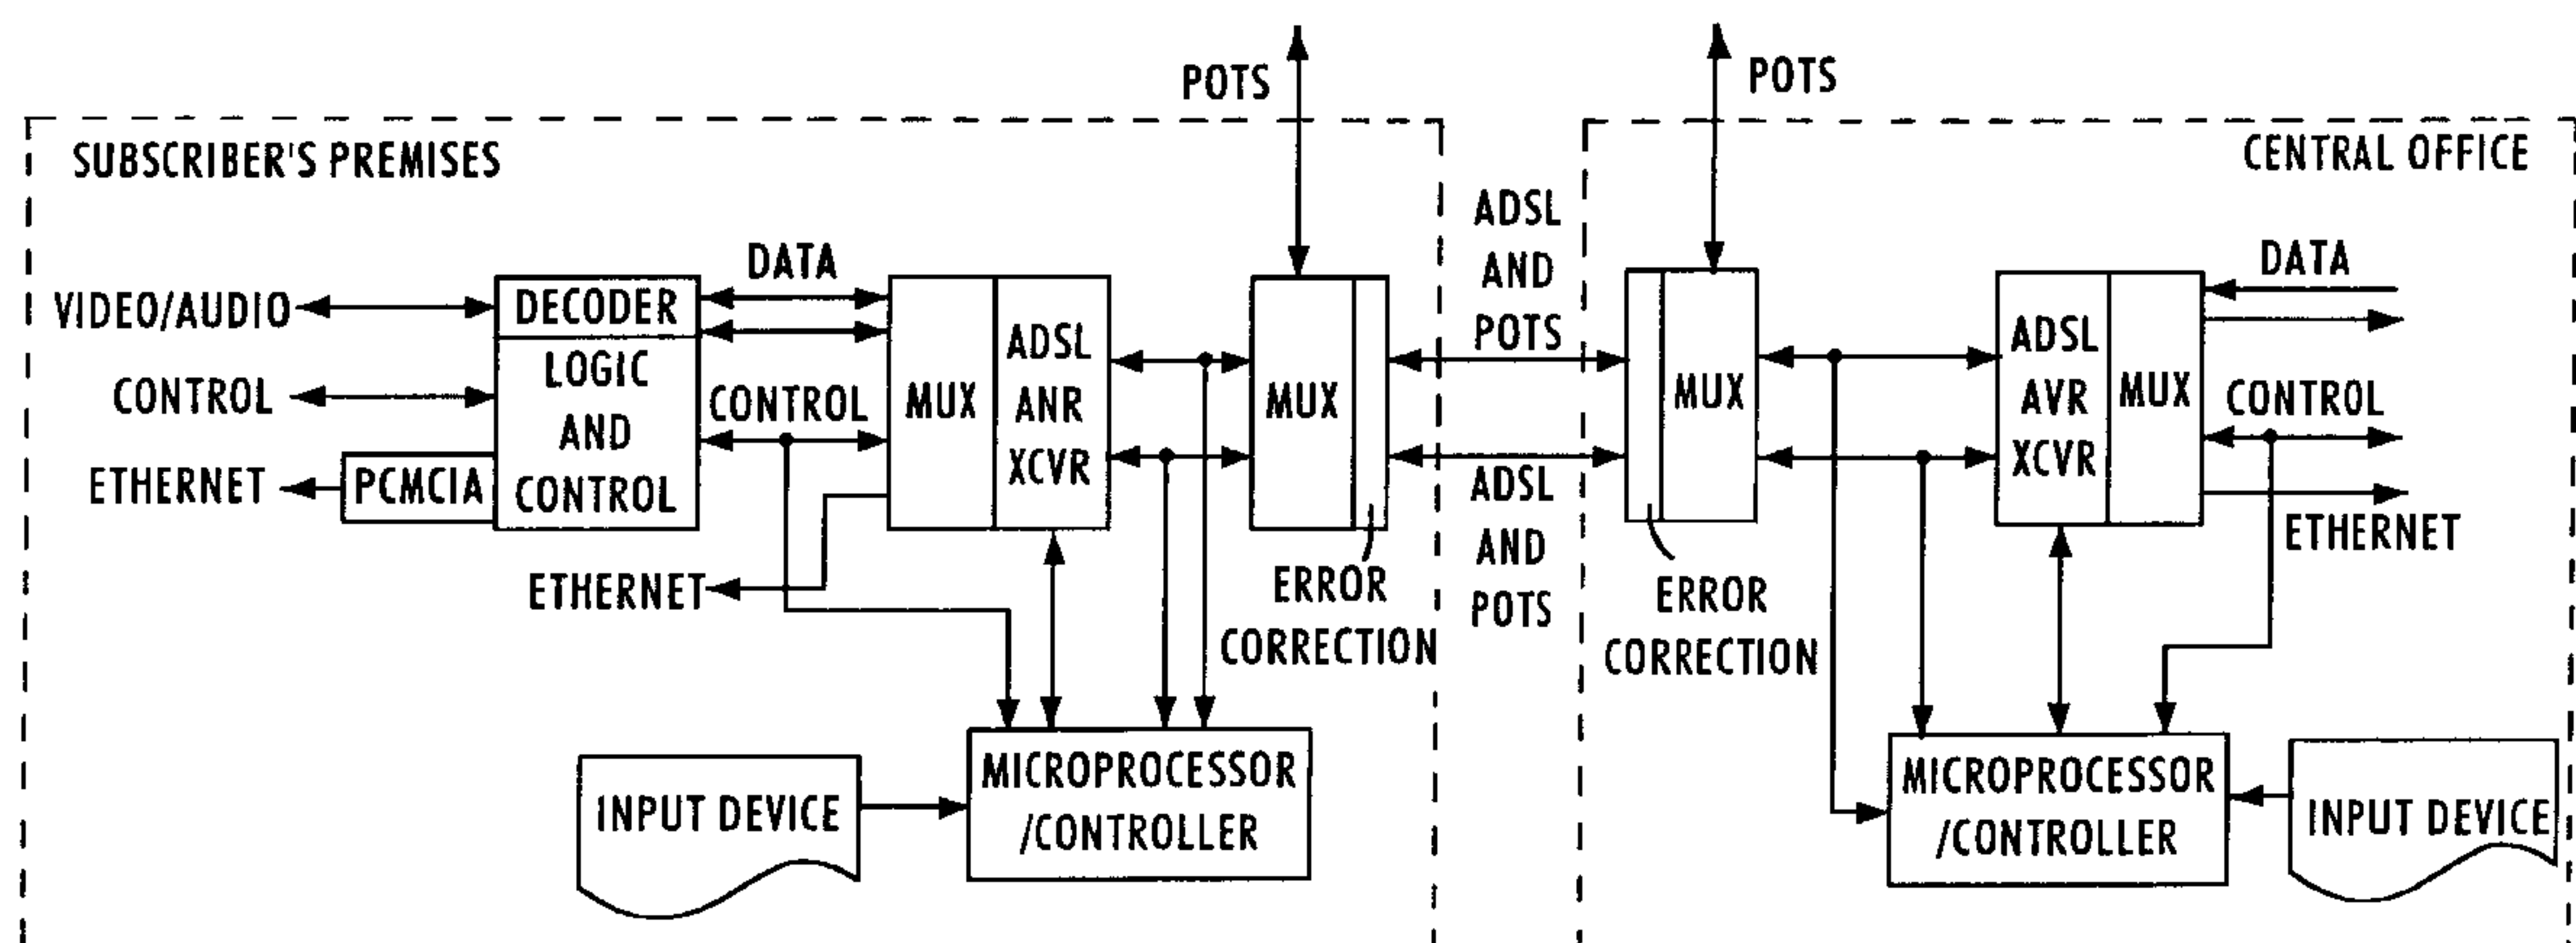 POTS
POTS
SUBSCRIBER'S PREMISES
CENTRAL OFFICE
VIDEO/AUDIO
CONTROL
ETHERNET
PCMCIA
DECODER
LOGIC
AND
CONTROL
DATA
CONTROL
ETHERNET
MUX
ADSL
ANR
XCVR
MUX
ERROR
CORRECTION
INPUT DEVICE
MICROPROCESSOR
/CONTROLLER
ADSL
AND
POTS
ADSL
AND
POTS
MUX
ERROR
CORRECTION
ADSL
AVR
XCVR
MUX
DATA
CONTROL
ETHERNET
MICROPROCESSOR
/CONTROLLER
INPUT DEVICE